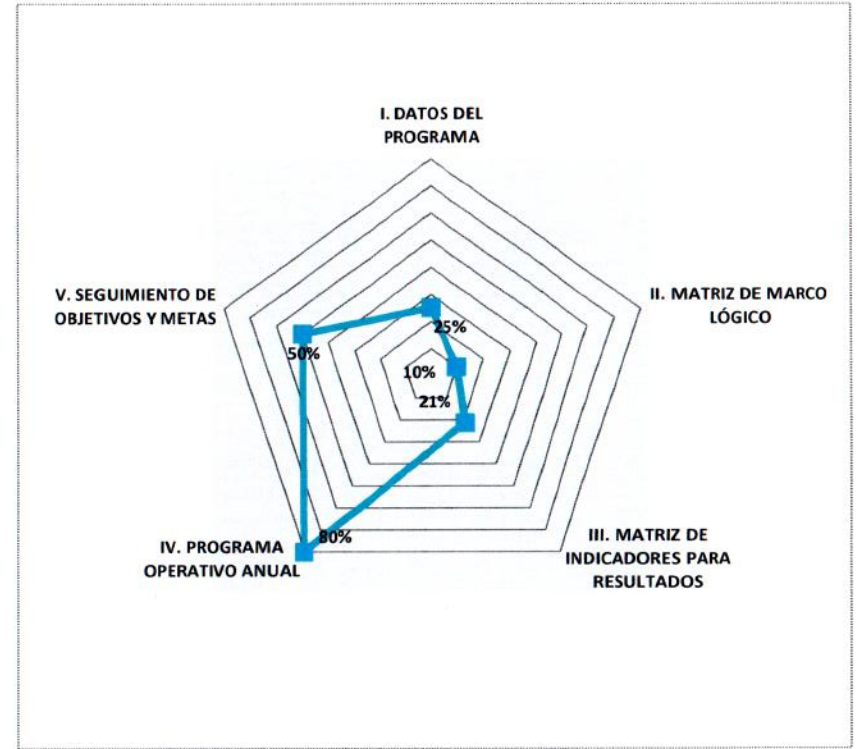 I. DATOS DEL
PROGRAMA
II. MATRIZ DE MARCO
LÓGICO
III. MATRIZ DE
INDICADORES PARA
RESULTADOS
IV. PROGRAMA
OPERATIVO ANUAL
V. SEGUIMIENTO DE
OBJETIVOS Y METAS
25%
10%
21%
80%
50%